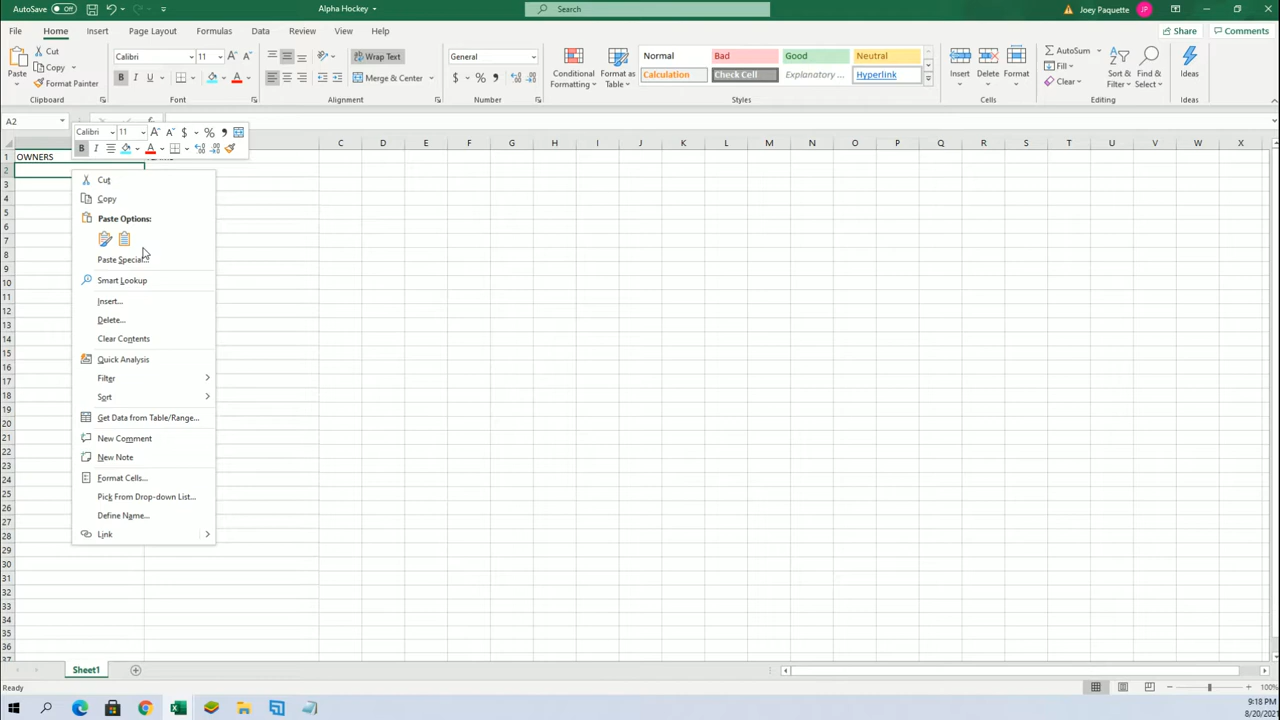 AutoSave Off
Alpha Hockey
Search
Joey Paquette JP
File Home Insert Page Layout Formulas Data Review View Help
Share Comments
Paste
Cut
Copy
Format Painter
Clipboard
Calibri 11
B I U
Font
Wrap Text
Merge & Center
Alignment
General
$ % ,
Number
Conditional Formatting
Format as Table
Normal Bad Good Neutral
Calculation Check Cell Explanatory ... Hyperlink
Styles
Insert Delete Format
Cells
AutoSum
Fill
Clear
Sort & Filter
Find & Select
Editing
Ideas
Ideas
A2
Calibri 11 $ % ,
B I
C D E F G H I J K L M N O P Q R S T U V W X
1 OWNERS
2
3
4
5
6
7
8
9
10
11
12
13
14
15
16
17
18
19
20
21
22
23
24
25
26
27
28
29
30
31
32
33
34
35
36
37
Cut
Copy
Paste Options:
Paste Special...
Smart Lookup
Insert...
Delete...
Clear Contents
Quick Analysis
Filter
Sort
Get Data from Table/Range...
New Comment
New Note
Format Cells...
Pick From Drop-down List...
Define Name...
Link
Sheet1
Ready
100%
9:18 PM
8/20/2021